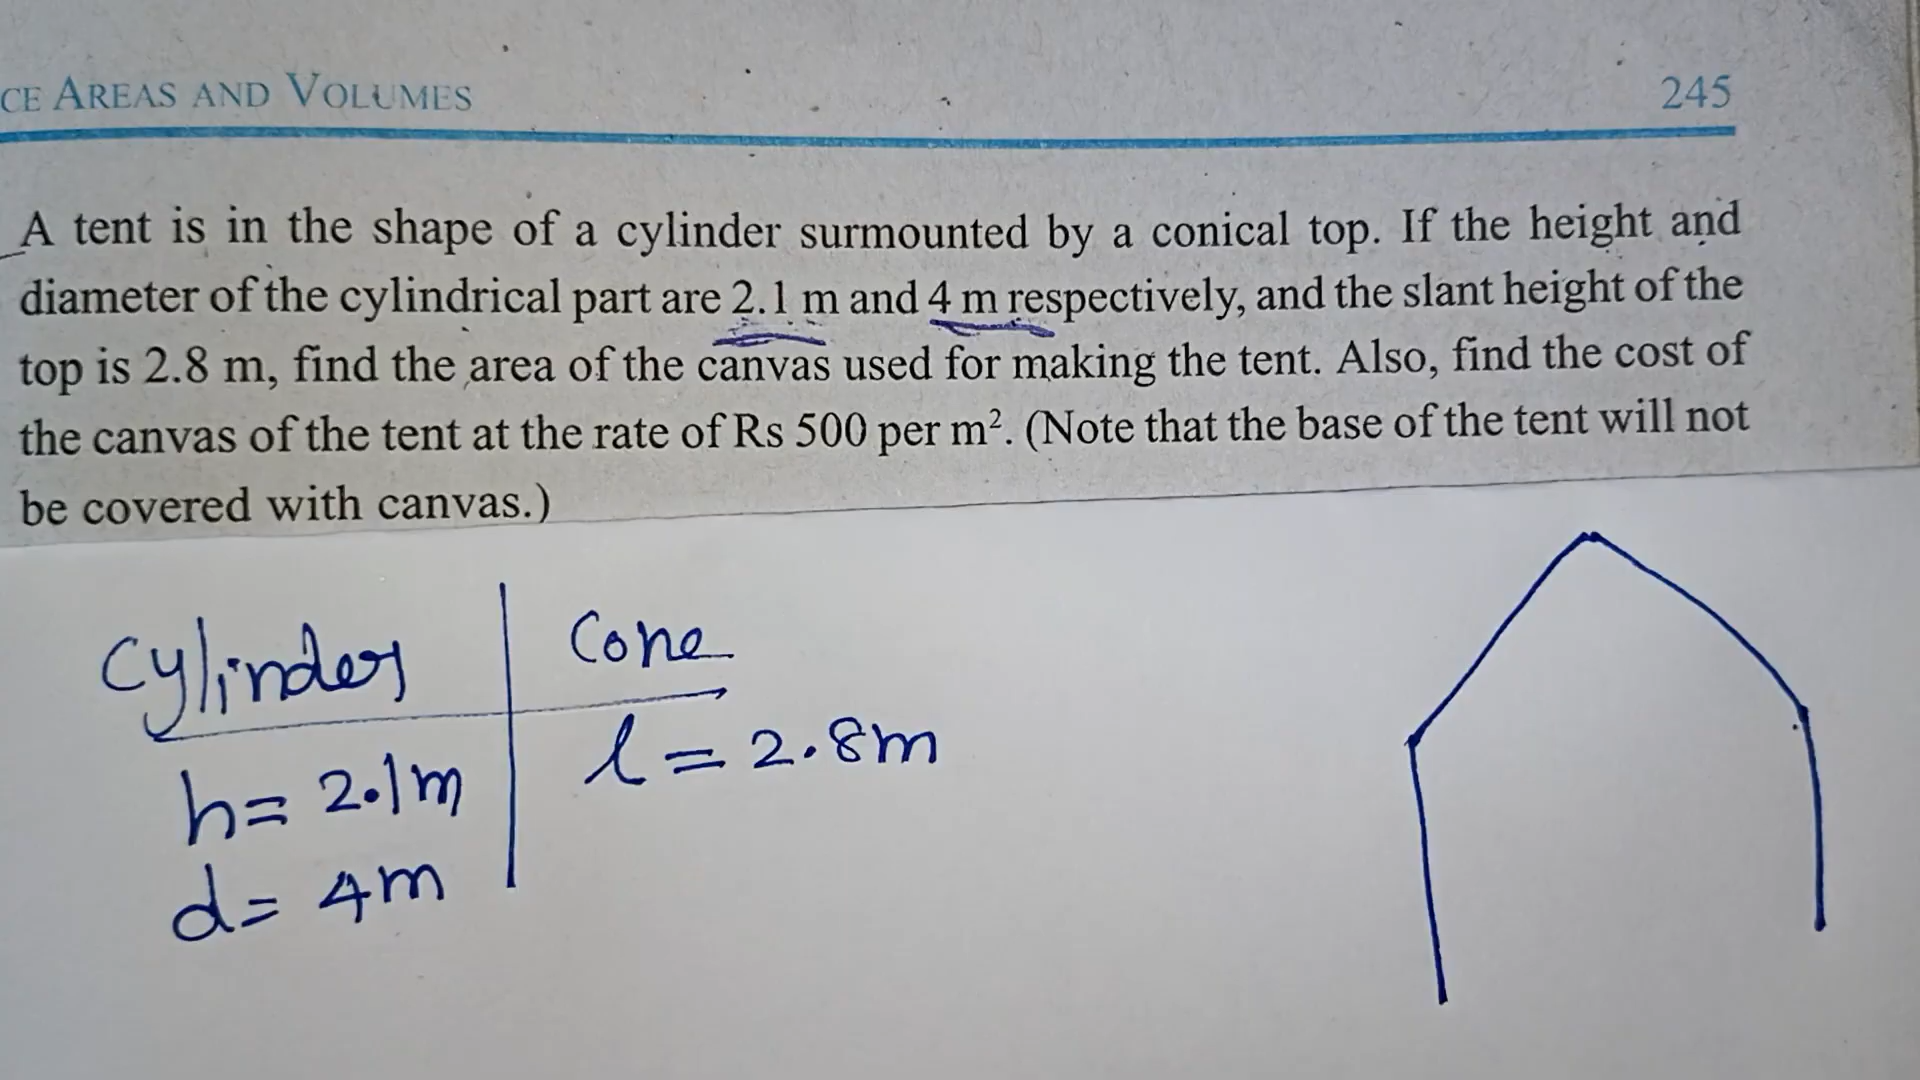 CE AREAS AND VOLUMES 245
A tent is in the shape of a cylinder surmounted by a conical top. If the height and
diameter of the cylindrical part are 2.1 m and 4 m respectively, and the slant height of the
top is 2.8 m, find the area of the canvas used for making the tent. Also, find the cost of
the canvas of the tent at the rate of Rs 500 per m². (Note that the base of the tent will not
be covered with canvas.)
Cylinder Cone
h= 2.1m l = 2.8m
d= 4m